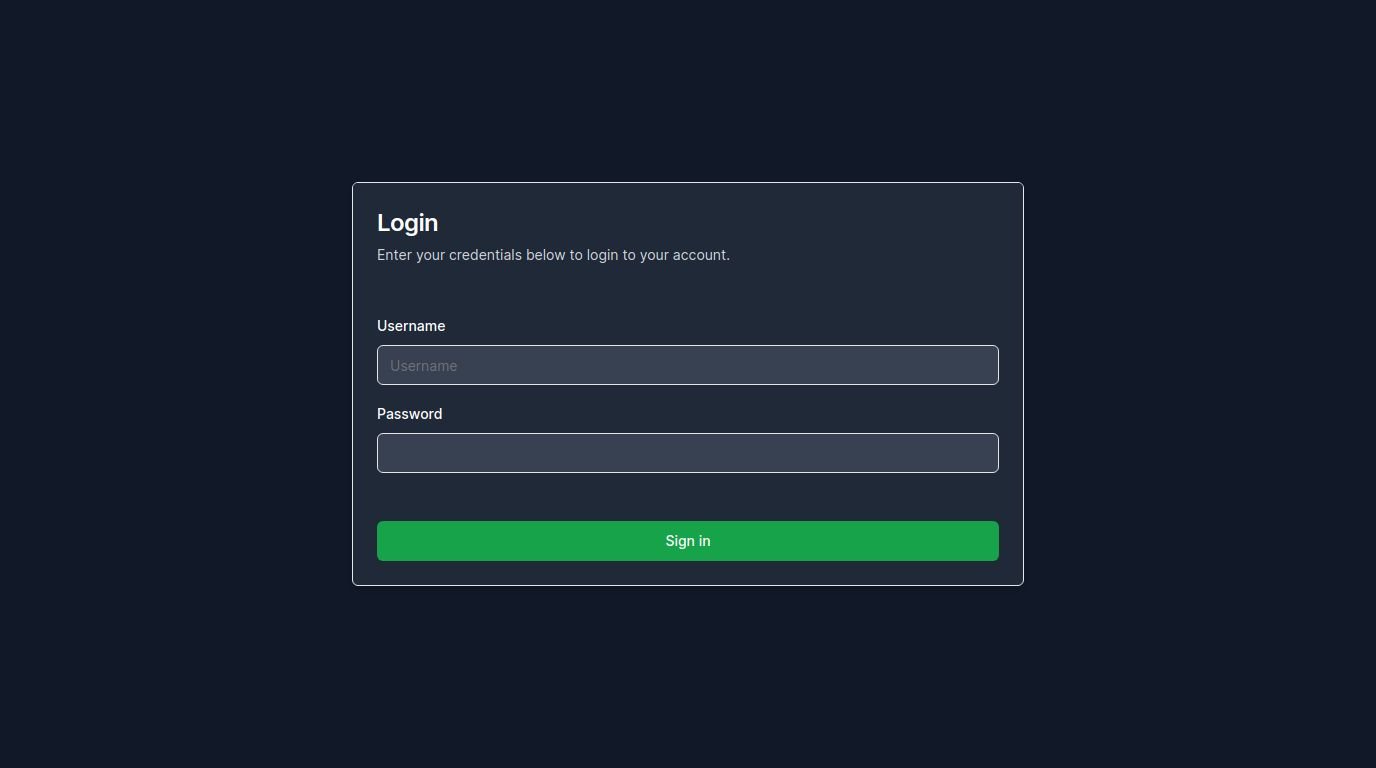 Login
Enter your credentials below to login to your account.
Username
Username
Password
Sign in